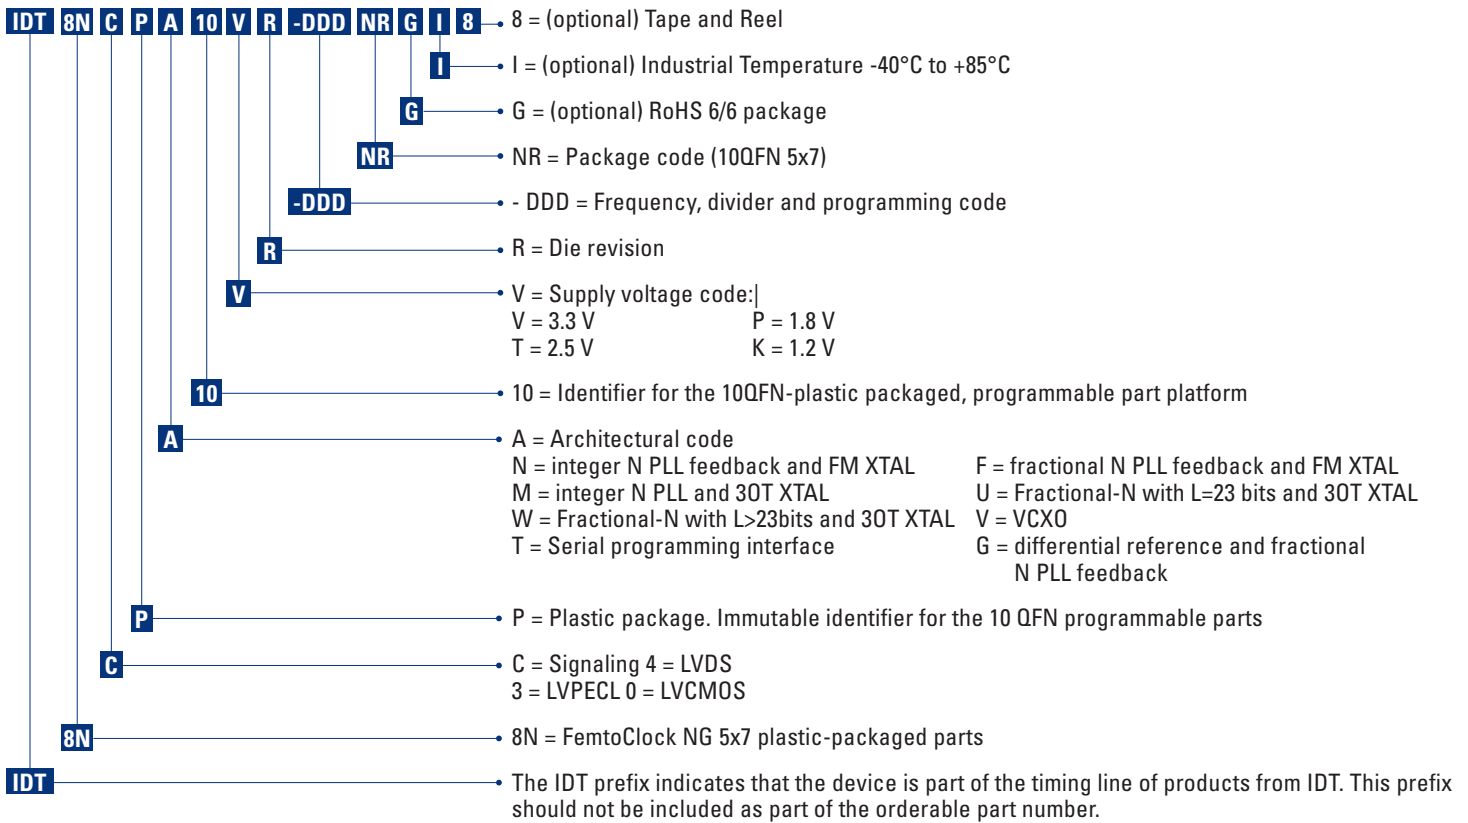 IDT 8N C P A 10 V R -DDD NR G I 8
8 = (optional) Tape and Reel
I
I = (optional) Industrial Temperature -40°C to +85°C
G
G = (optional) RoHS 6/6 package
NR
NR = Package code (10QFN 5x7)
-DDD
- DDD = Frequency, divider and programming code
R
R = Die revision
V
V = Supply voltage code:|
V = 3.3 V P = 1.8 V
T = 2.5 V K = 1.2 V
10
10 = Identifier for the 10QFN-plastic packaged, programmable part platform
A
A = Architectural code
N = integer N PLL feedback and FM XTAL F = fractional N PLL feedback and FM XTAL
M = integer N PLL and 3OT XTAL U = Fractional-N with L=23 bits and 3OT XTAL
W = Fractional-N with L>23bits and 3OT XTAL V = VCXO
T = Serial programming interface G = differential reference and fractional
N PLL feedback
P
P = Plastic package. Immutable identifier for the 10 QFN programmable parts
C
C = Signaling 4 = LVDS
3 = LVPECL 0 = LVCMOS
8N
8N = FemtoClock NG 5x7 plastic-packaged parts
IDT
The IDT prefix indicates that the device is part of the timing line of products from IDT. This prefix
should not be included as part of the orderable part number.